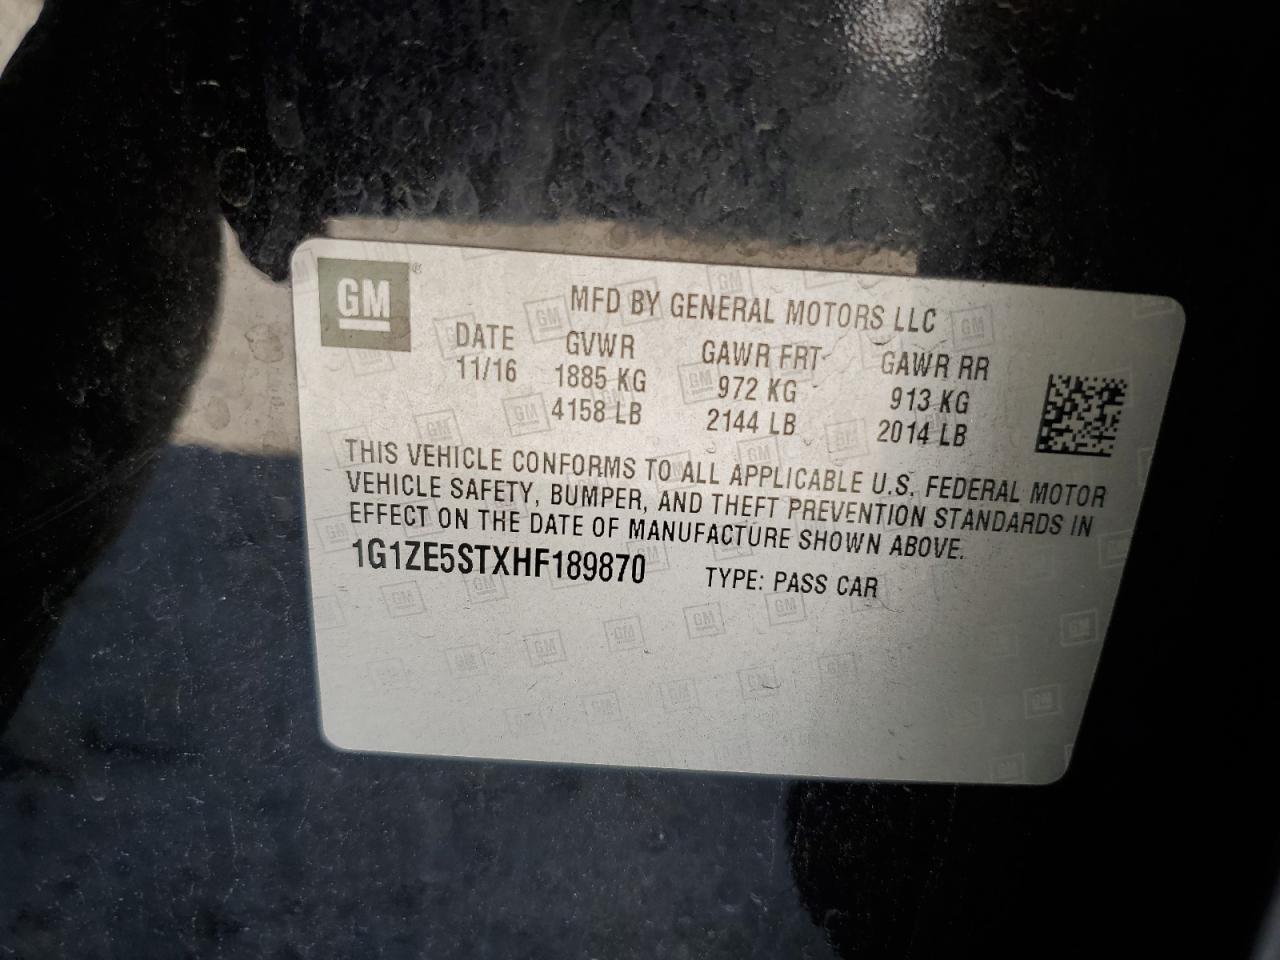 GM
MFD BY GENERAL MOTORS LLC
DATE GVWR GAWR FRT GAWR RR
11/16 1885 KG 972 KG 913 KG
4158 LB 2144 LB 2014 LB
THIS VEHICLE CONFORMS TO ALL APPLICABLE U.S. FEDERAL MOTOR
VEHICLE SAFETY, BUMPER, AND THEFT PREVENTION STANDARDS IN
EFFECT ON THE DATE OF MANUFACTURE SHOWN ABOVE.
1G1ZE5STXHF189870 TYPE: PASS CAR